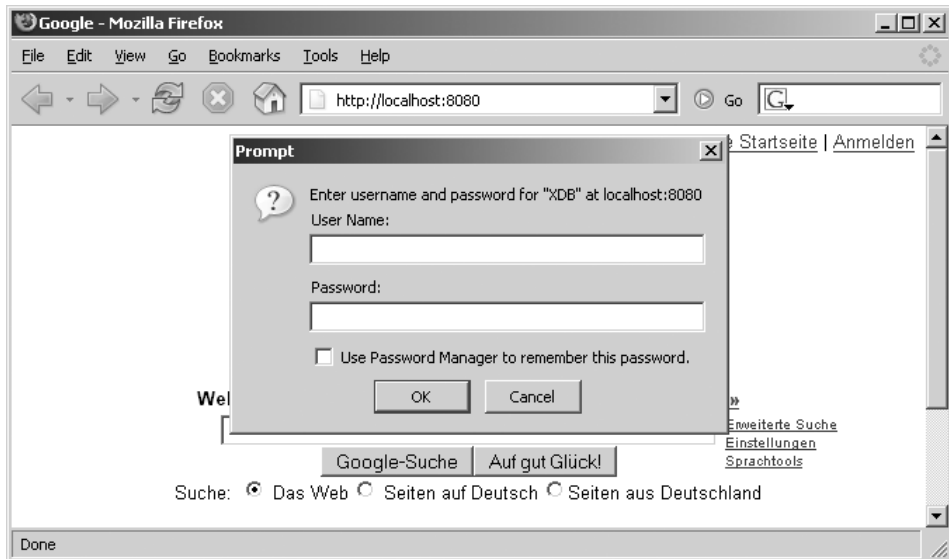 Google - Mozilla Firefox
File Edit View Go Bookmarks Tools Help
http://localhost:8080 Go G
Startseite | Anmelden
Prompt
Enter username and password for "XDB" at localhost:8080
User Name:
Password:
Use Password Manager to remember this password.
OK Cancel
Wel »
Erweiterte Suche
Einstellungen
Sprachtools
Google-Suche Auf gut Glück!
Suche: Das Web Seiten auf Deutsch Seiten aus Deutschland
Done